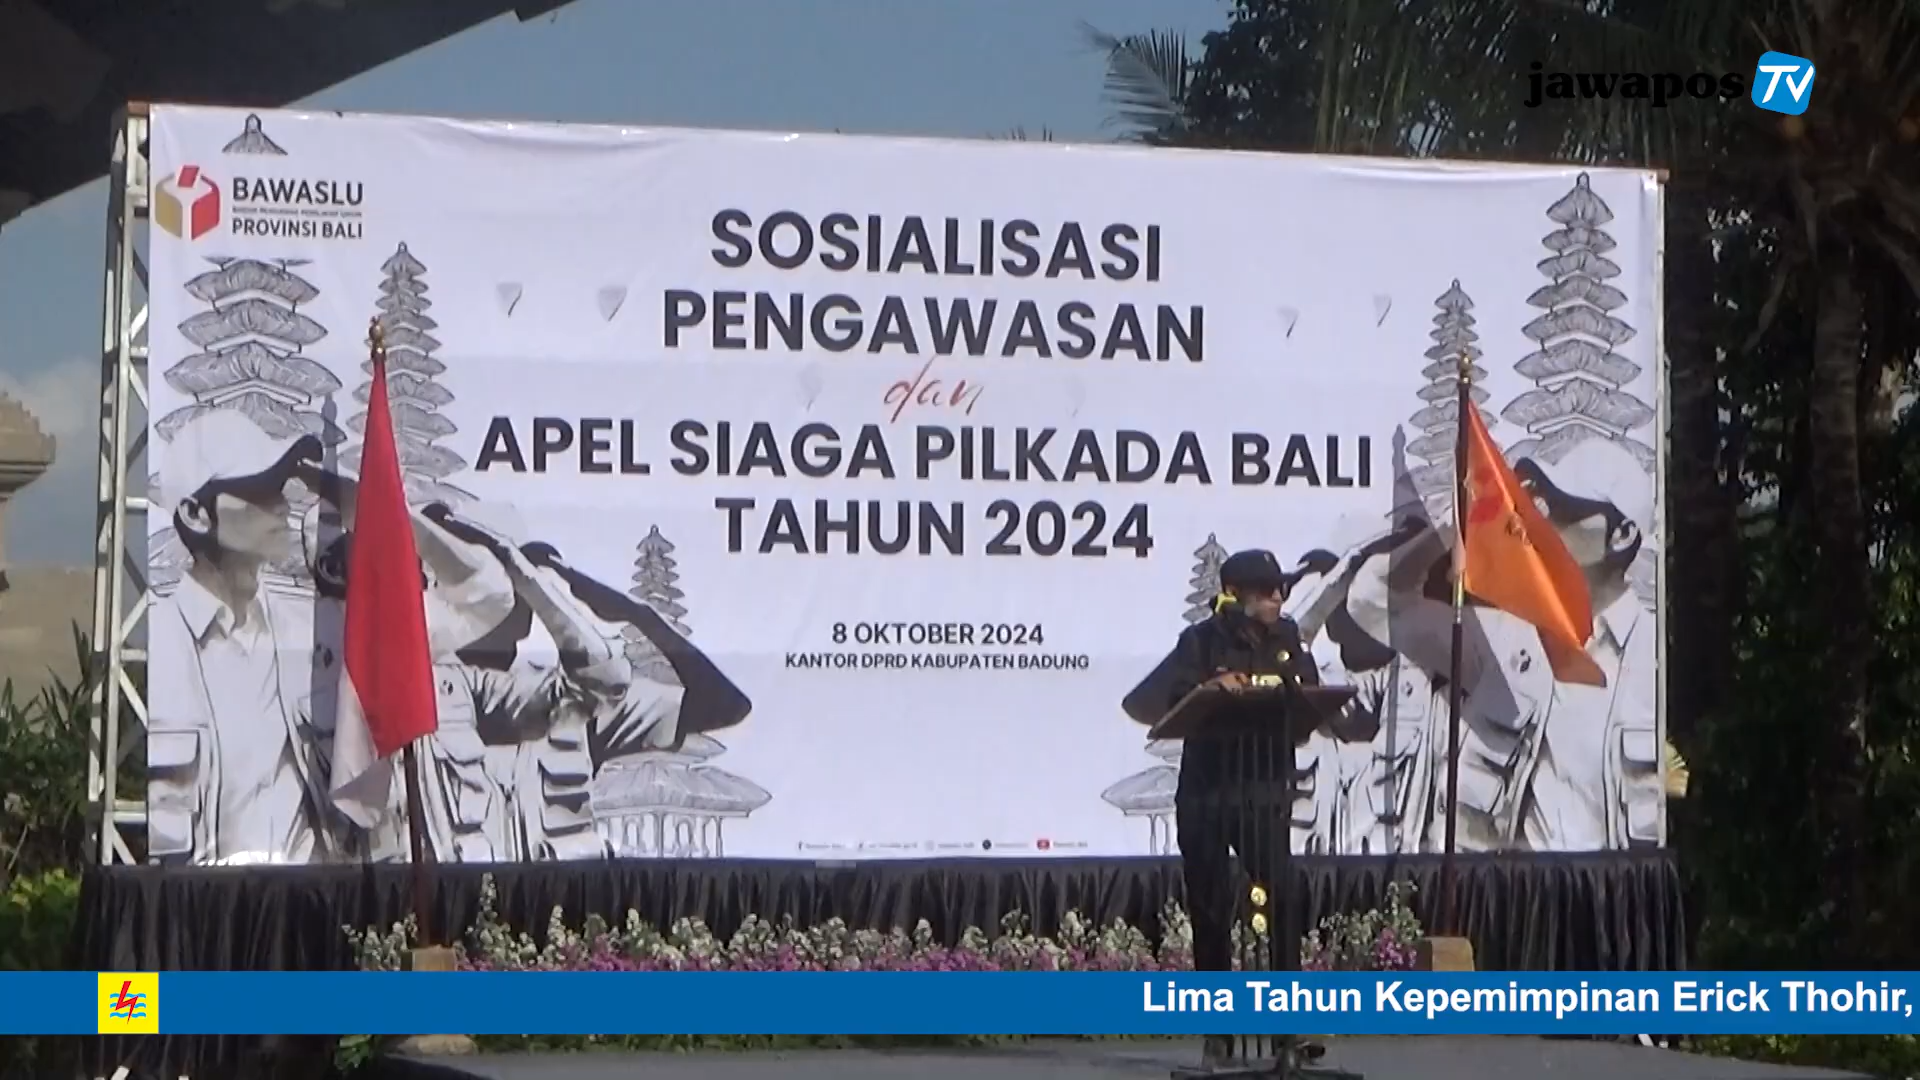 jawapos TV
BAWASLU
PROVINSI BALI
SOSIALISASI
PENGAWASAN
dan
APEL SIAGA PILKADA BALI
TAHUN 2024
8 OKTOBER 2024
KANTOR DPRD KABUPATEN BADUNG
Lima Tahun Kepemimpinan Erick Thohir,